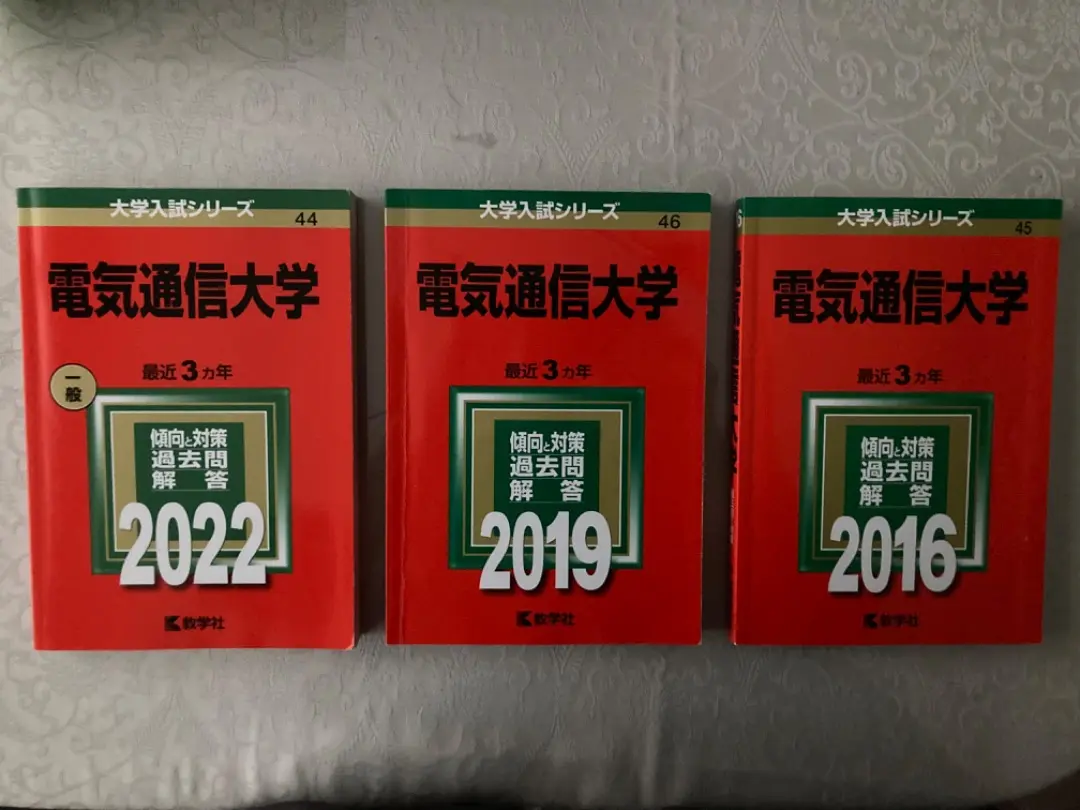 大学入試シリーズ
44
電気通信大学
最近3カ年
一般
傾向と対策
過去問
解答
2022
教学社
大学入試シリーズ
46
電気通信大学
最近3カ年
傾向と対策
過去問
解答
2019
教学社
大学入試シリーズ
45
電気通信大学
最近3カ年
傾向と対策
過去問
解答
2016
教学社